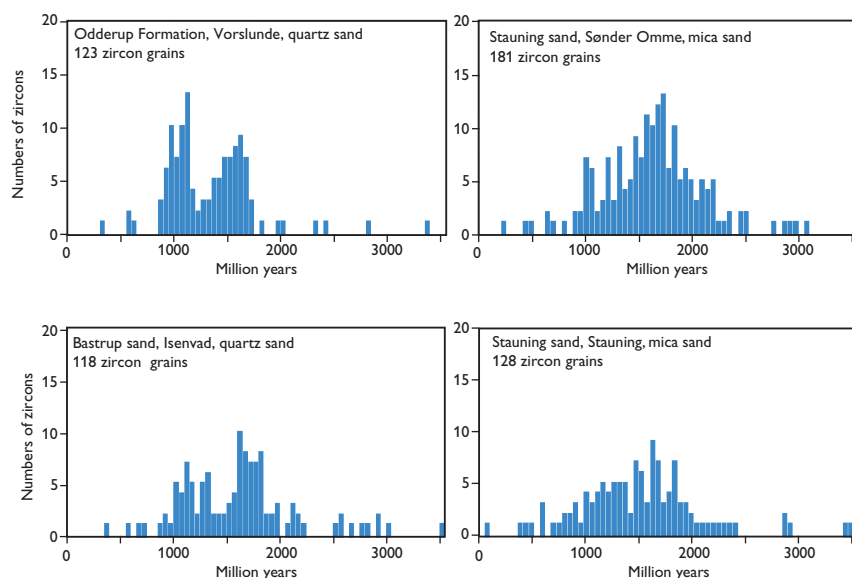 20
Odderup Formation, Vorslunde, quartz sand
123 zircon grains
15
10
5
0
Numbers of zircons
0 1000 2000 3000
Million years
20
Stauning sand, Sønder Omme, mica sand
181 zircon grains
15
10
5
0
0 1000 2000 3000
Million years
20
Bastrup sand, Isenvad, quartz sand
118 zircon grains
15
10
5
0
Numbers of zircons
0 1000 2000 3000
Million years
20
Stauning sand, Stauning, mica sand
128 zircon grains
15
10
5
0
0 1000 2000 3000
Million years